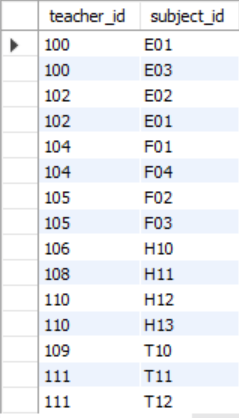 teacher_id subject_id
100 E01
100 E03
102 E02
102 E01
104 F01
104 F04
105 F02
105 F03
106 H10
108 H11
110 H12
110 H13
109 T10
111 T11
111 T12